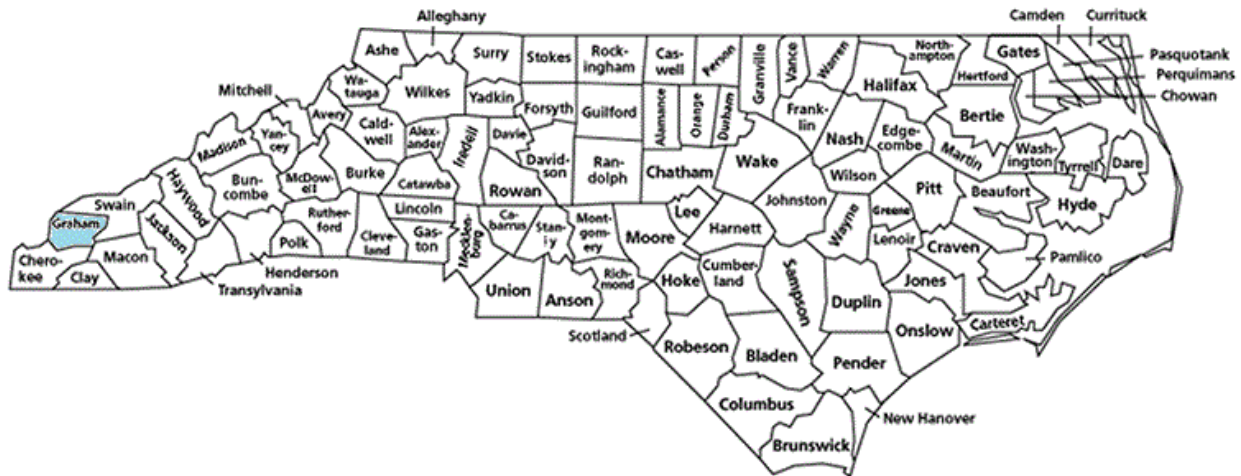 Alleghany
Camden
Currituck
Ashe
Surry
Stokes
Rock-
ingham
Cas-
well
Person
Granville
Vance
Warren
North-
ampton
Gates
Pasquotank
Perquimans
Chowan
Hertford
Halifax
Mitchell
Wa-
tauga
Wilkes
Yadkin
Forsyth
Guilford
Alamance
Orange
Durham
Frank-
lin
Bertie
Avery
Cald-
well
Alex-
ander
Iredell
Davie
Nash
Edge-
combe
Martin
Wash-
ington
Tyrrell
Dare
Madison
Yan-
cey
McDow-
ell
Burke
Catawba
David-
son
Ran-
dolph
Chatham
Wake
Wilson
Pitt
Beaufort
Hyde
Swain
Haywood
Bun-
combe
Rowan
Johnston
Graham
Jackson
Ruther-
ford
Lincoln
Gas-
ton
Cleve-
land
Mecklen-
burg
Ca-
barrus
Stan-
ly
Mont-
gom-
ery
Moore
Lee
Harnett
Wayne
Greene
Lenoir
Craven
Pamlico
Chero-
kee
Clay
Macon
Polk
Henderson
Transylvania
Union
Anson
Rich-
mond
Hoke
Cumber-
land
Sampson
Duplin
Jones
Onslow
Carteret
Scotland
Robeson
Bladen
Pender
Columbus
New Hanover
Brunswick